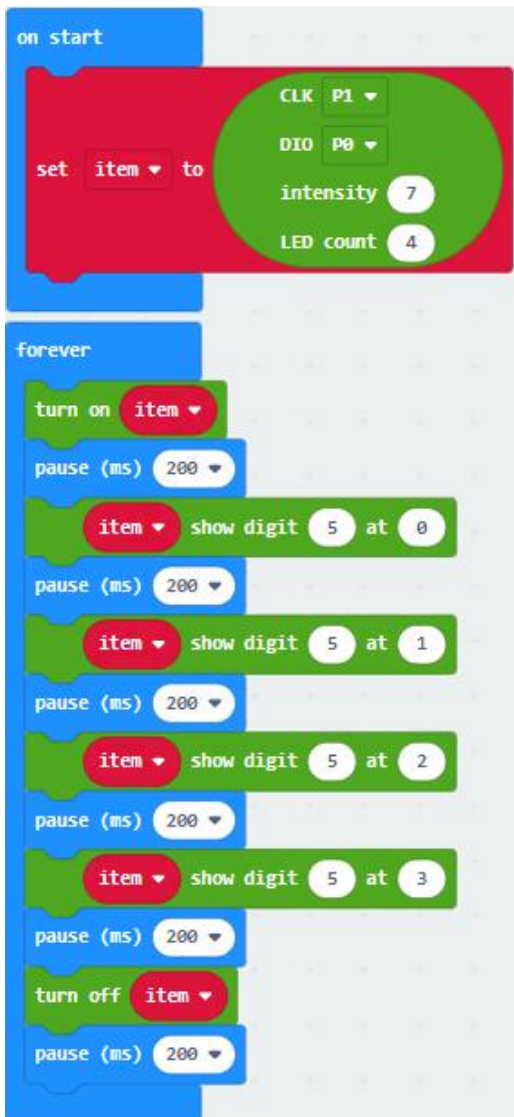 on start
CLK P1
DIO P0
set item to
intensity 7
LED count 4
forever
turn on item
pause (ms) 200
item show digit 5 at 0
pause (ms) 200
item show digit 5 at 1
pause (ms) 200
item show digit 5 at 2
pause (ms) 200
item show digit 5 at 3
pause (ms) 200
turn off item
pause (ms) 200